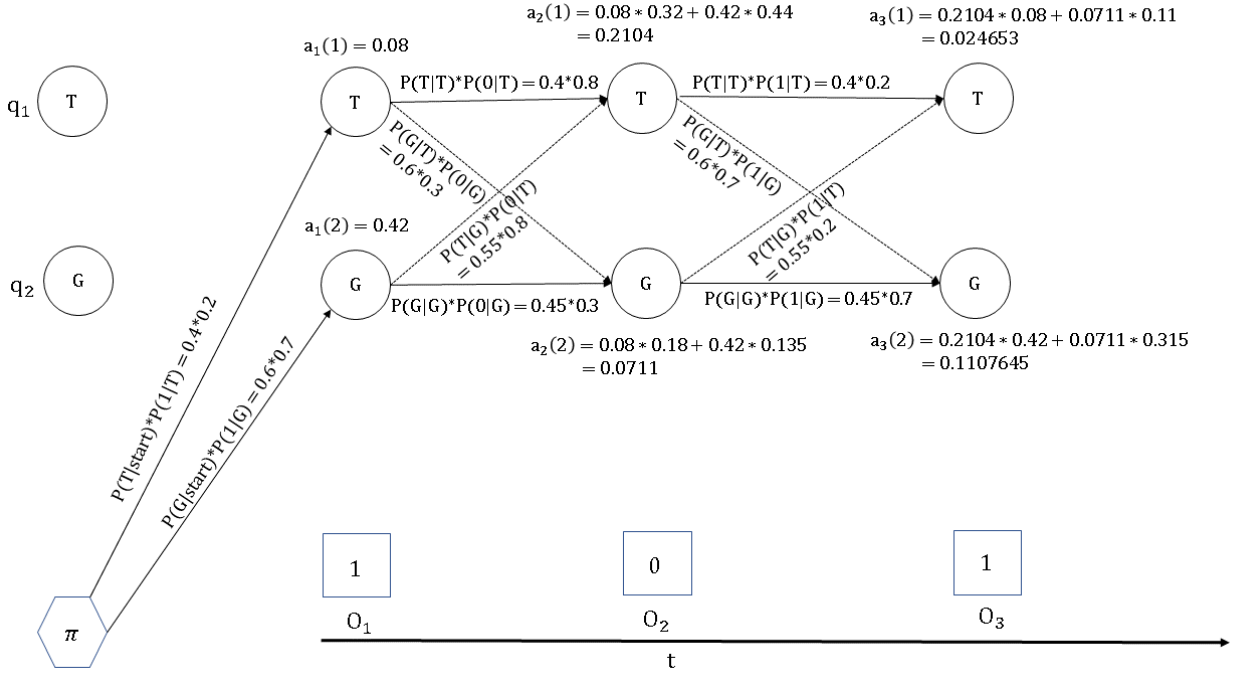 a₂(1) = 0.08 * 0.32 + 0.42 * 0.44
= 0.2104
a₃(1) = 0.2104 * 0.08 + 0.0711 * 0.11
= 0.024653
a₁(1) = 0.08
q₁
T
T
P(T|T)*P(0|T) = 0.4*0.8
T
P(T|T)*P(1|T) = 0.4*0.2
T
P(G|T)*P(0|G)
= 0.6*0.3
P(T|G)*P(0|T)
= 0.55*0.8
P(G|T)*P(1|G)
= 0.6*0.7
P(T|G)*P(1|T)
= 0.55*0.2
a₁(2) = 0.42
q₂
G
G
P(G|G)*P(0|G) = 0.45*0.3
G
P(G|G)*P(1|G) = 0.45*0.7
G
a₂(2) = 0.08 * 0.18 + 0.42 * 0.135
= 0.0711
a₃(2) = 0.2104 * 0.42 + 0.0711 * 0.315
= 0.1107645
P(T|start)*P(1|T) = 0.4*0.2
P(G|start)*P(1|G) = 0.6*0.7
π
1
0
1
O₁
O₂
O₃
t